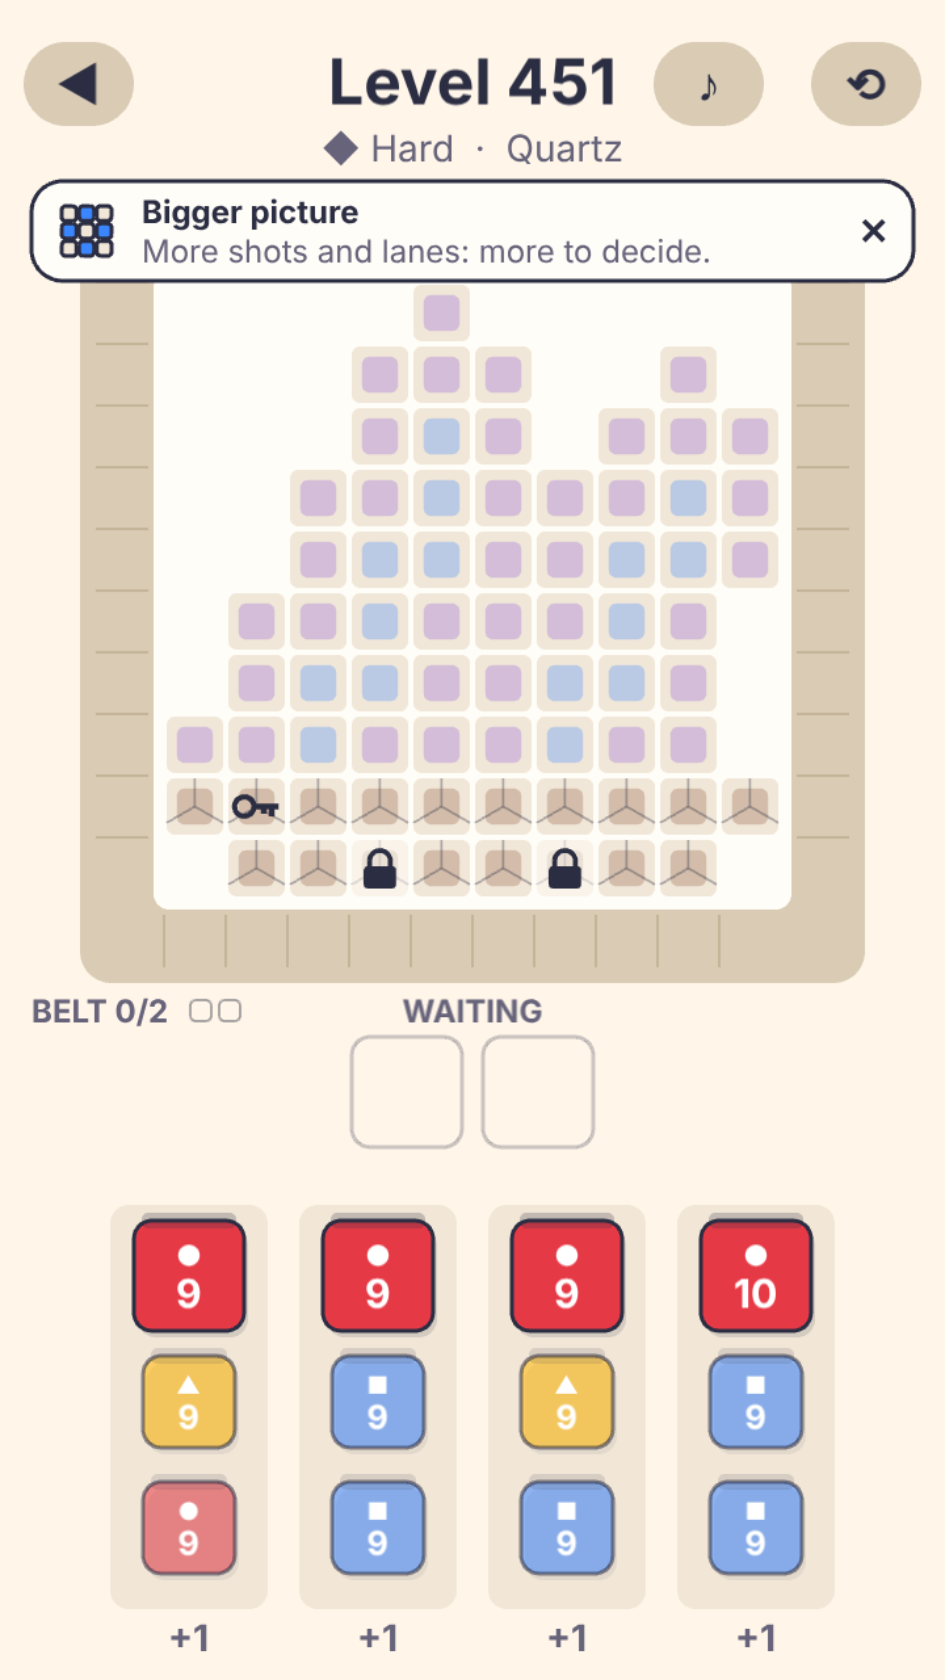 Level 451
Hard · Quartz
Bigger picture
More shots and lanes: more to decide.
BELT 0/2
WAITING
9 9 9 10
9 9 9 9
9 9 9 9
+1 +1 +1 +1